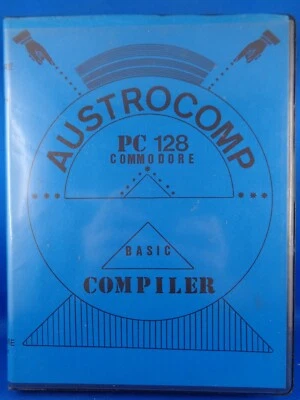 AUSTROCOMP
PC 128
COMMODORE
BASIC
COMPILER